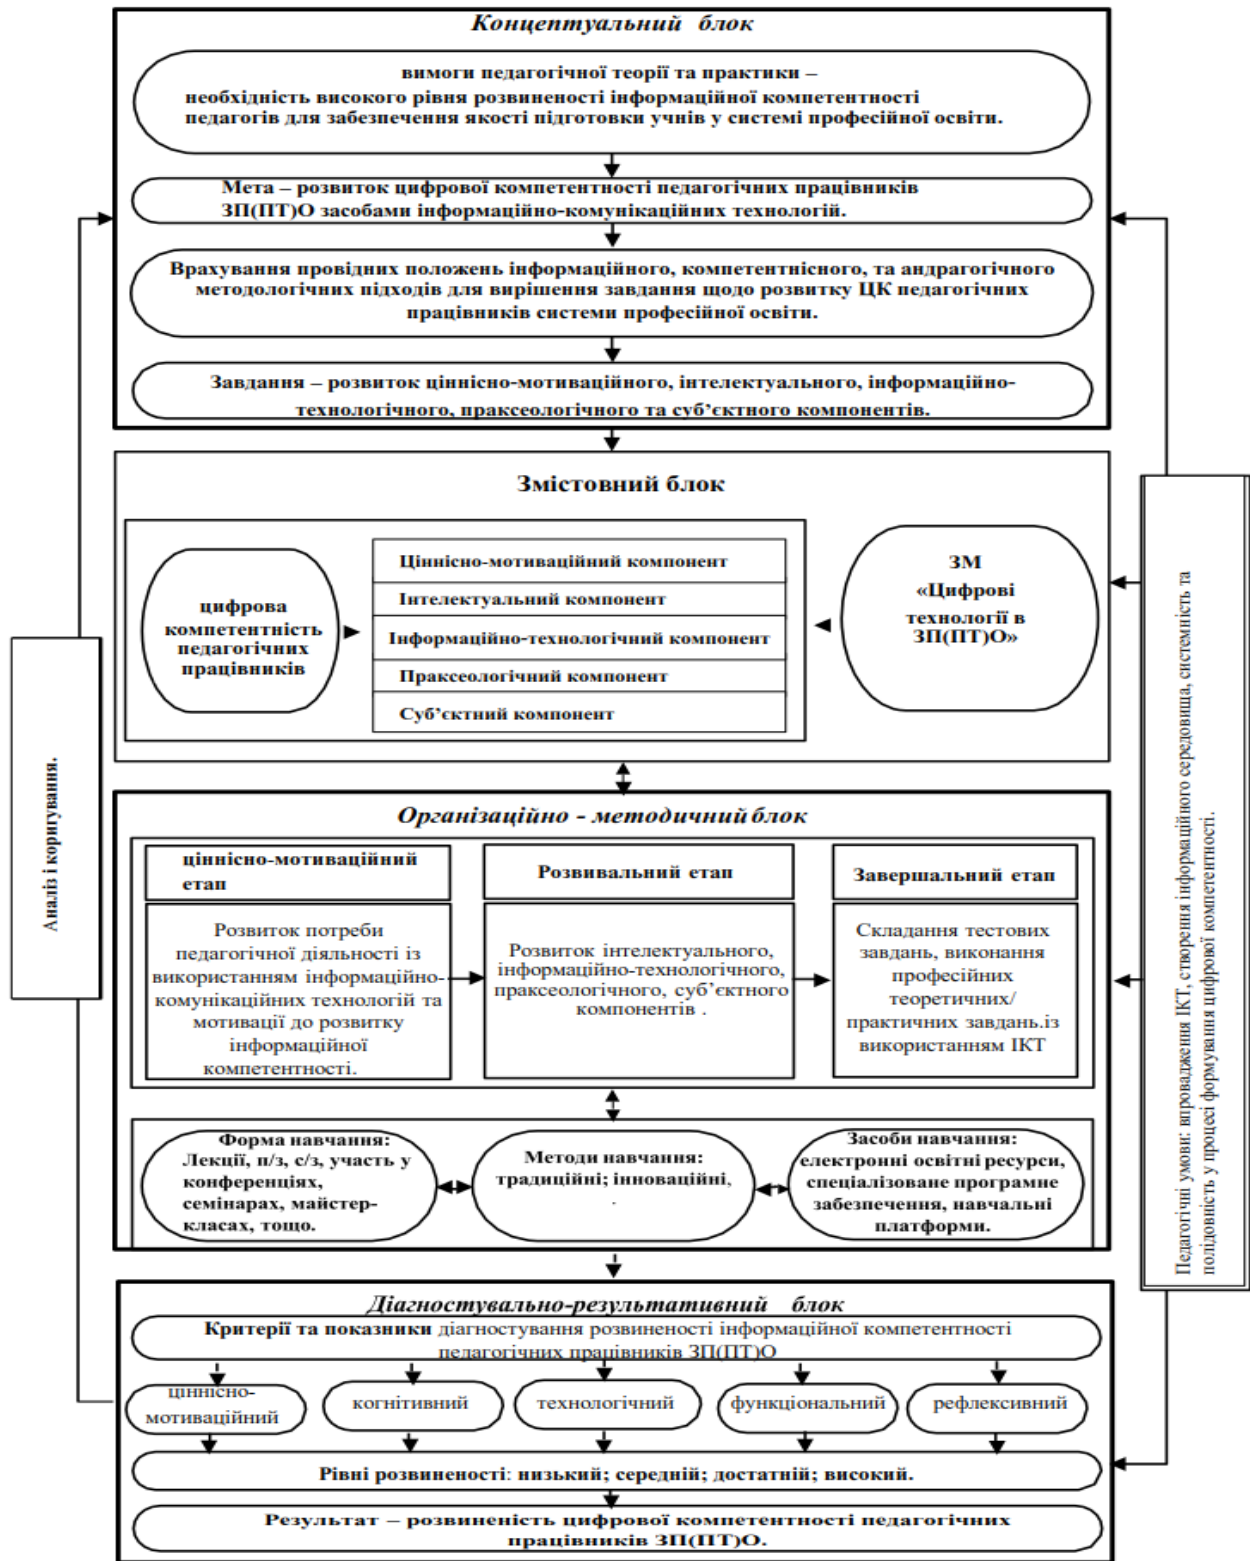 Концептуальний блок
вимоги педагогічної теорії та практики –
необхідність високого рівня розвиненості інформаційної компетентності
педагогів для забезпечення якості підготовки учнів у системі професійної освіти.
Мета – розвиток цифрової компетентності педагогічних працівників
ЗП(ПТ)О засобами інформаційно-комунікаційних технологій.
Врахування провідних положень інформаційного, компетентнісного, та андрагогічного
методологічних підходів для вирішення завдання щодо розвитку ЦК педагогічних
працівників системи професійної освіти.
Завдання – розвиток ціннісно-мотиваційного, інтелектуального, інформаційно-
технологічного, праксеологічного та суб’єктного компонентів.
Змістовний блок
цифрова
компетентність
педагогічних
працівників
Ціннісно-мотиваційний компонент
Інтелектуальний компонент
Інформаційно-технологічний компонент
Праксеологічний компонент
Суб’єктний компонент
ЗМ
«Цифрові
технології в
ЗП(ПТ)О»
Організаційно - методичний блок
ціннісно-мотиваційний
етап
Розвивальний етап
Завершальний етап
Розвиток потреби
педагогічної діяльності із
використанням інформаційно-
комунікаційних технологій та
мотивації до розвитку
інформаційної
компетентності.
Розвиток інтелектуального,
інформаційно-технологічного,
праксеологічного, суб’єктного
компонентів .
Складання тестових
завдань, виконання
професійних
теоретичних/
практичних завдань.із
використанням ІКТ
Форма навчання:
Лекції, п/з, с/з, участь у
конференціях,
семінарах, майстер-
класах, тощо.
Методи навчання:
традиційні; інноваційні,
.
Засоби навчання:
електронні освітні ресурси,
спеціалізоване програмне
забезпечення, навчальні
платформи.
Діагностувально-результативний блок
Критерії та показники діагностування розвиненості інформаційної компетентності
педагогічних працівників ЗП(ПТ)О
ціннісно-
мотиваційний
когнітивний
технологічний
функціональний
рефлексивний
Рівні розвиненості: низький; середній; достатній; високий.
Результат – розвиненість цифрової компетентності педагогічних
працівників ЗП(ПТ)О.
Аналіз і коригування.
Педагогічні умови: впровадження ІКТ, створення інформаційного середовища, системність та
полідовність у процесі формування цифрової компетентності.